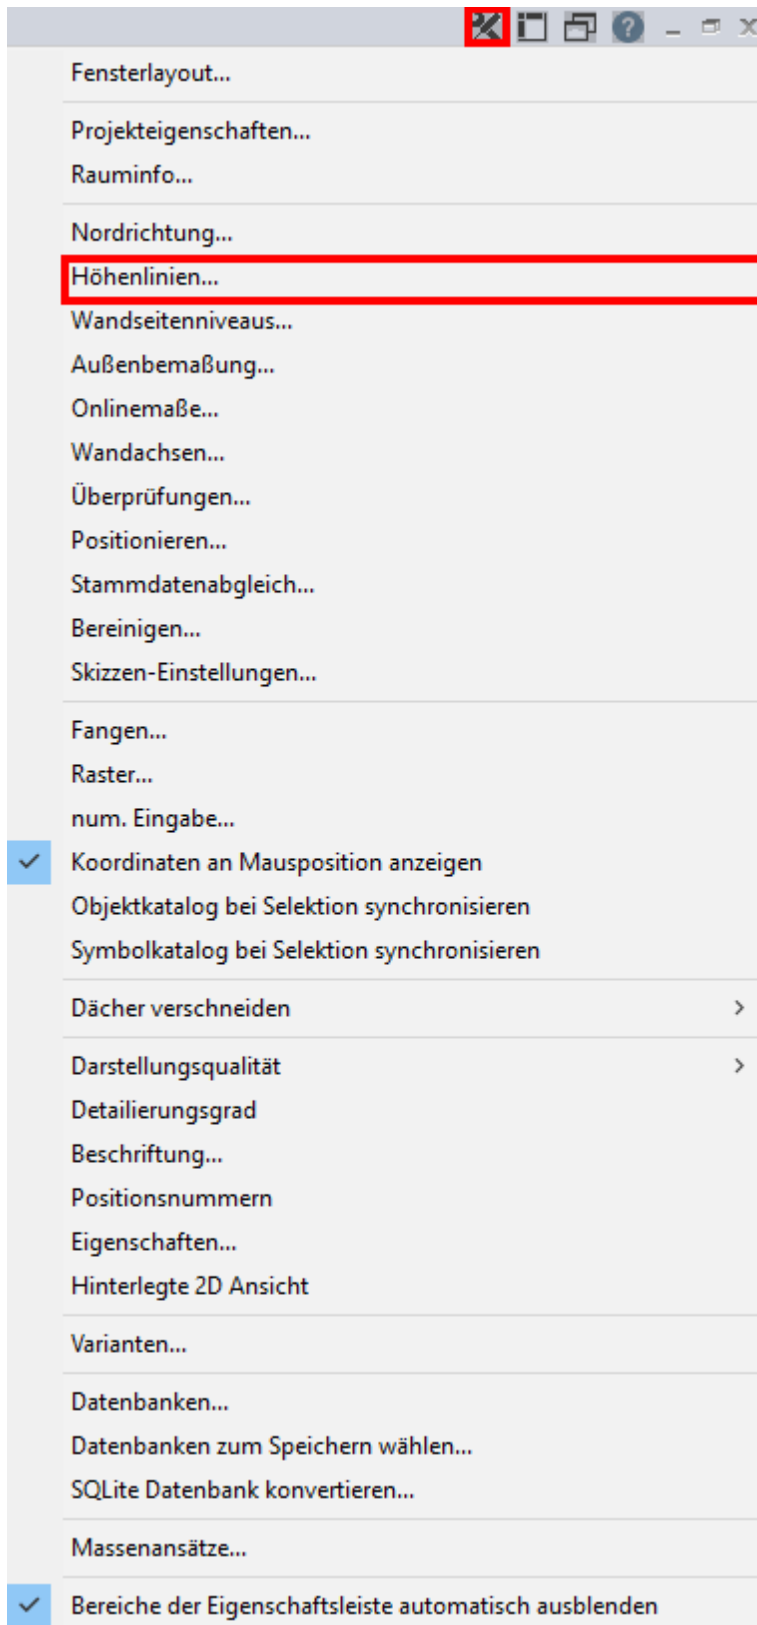 Fensterlayout...
Projekteigenschaften...
Rauminfo...
Nordrichtung...
Höhenlinien...
Wandseitenniveaus...
Außenbemaßung...
Onlinemaße...
Wandachsen...
Überprüfungen...
Positionieren...
Stammdatenabgleich...
Bereinigen...
Skizzen-Einstellungen...
Fangen...
Raster...
num. Eingabe...
Koordinaten an Mausposition anzeigen
Objektkatalog bei Selektion synchronisieren
Symbolkatalog bei Selektion synchronisieren
Dächer verschneiden
Darstellungsqualität
Detailierungsgrad
Beschriftung...
Positionsnummern
Eigenschaften...
Hinterlegte 2D Ansicht
Varianten...
Datenbanken...
Datenbanken zum Speichern wählen...
SQLite Datenbank konvertieren...
Massenansätze...
Bereiche der Eigenschaftsleiste automatisch ausblenden